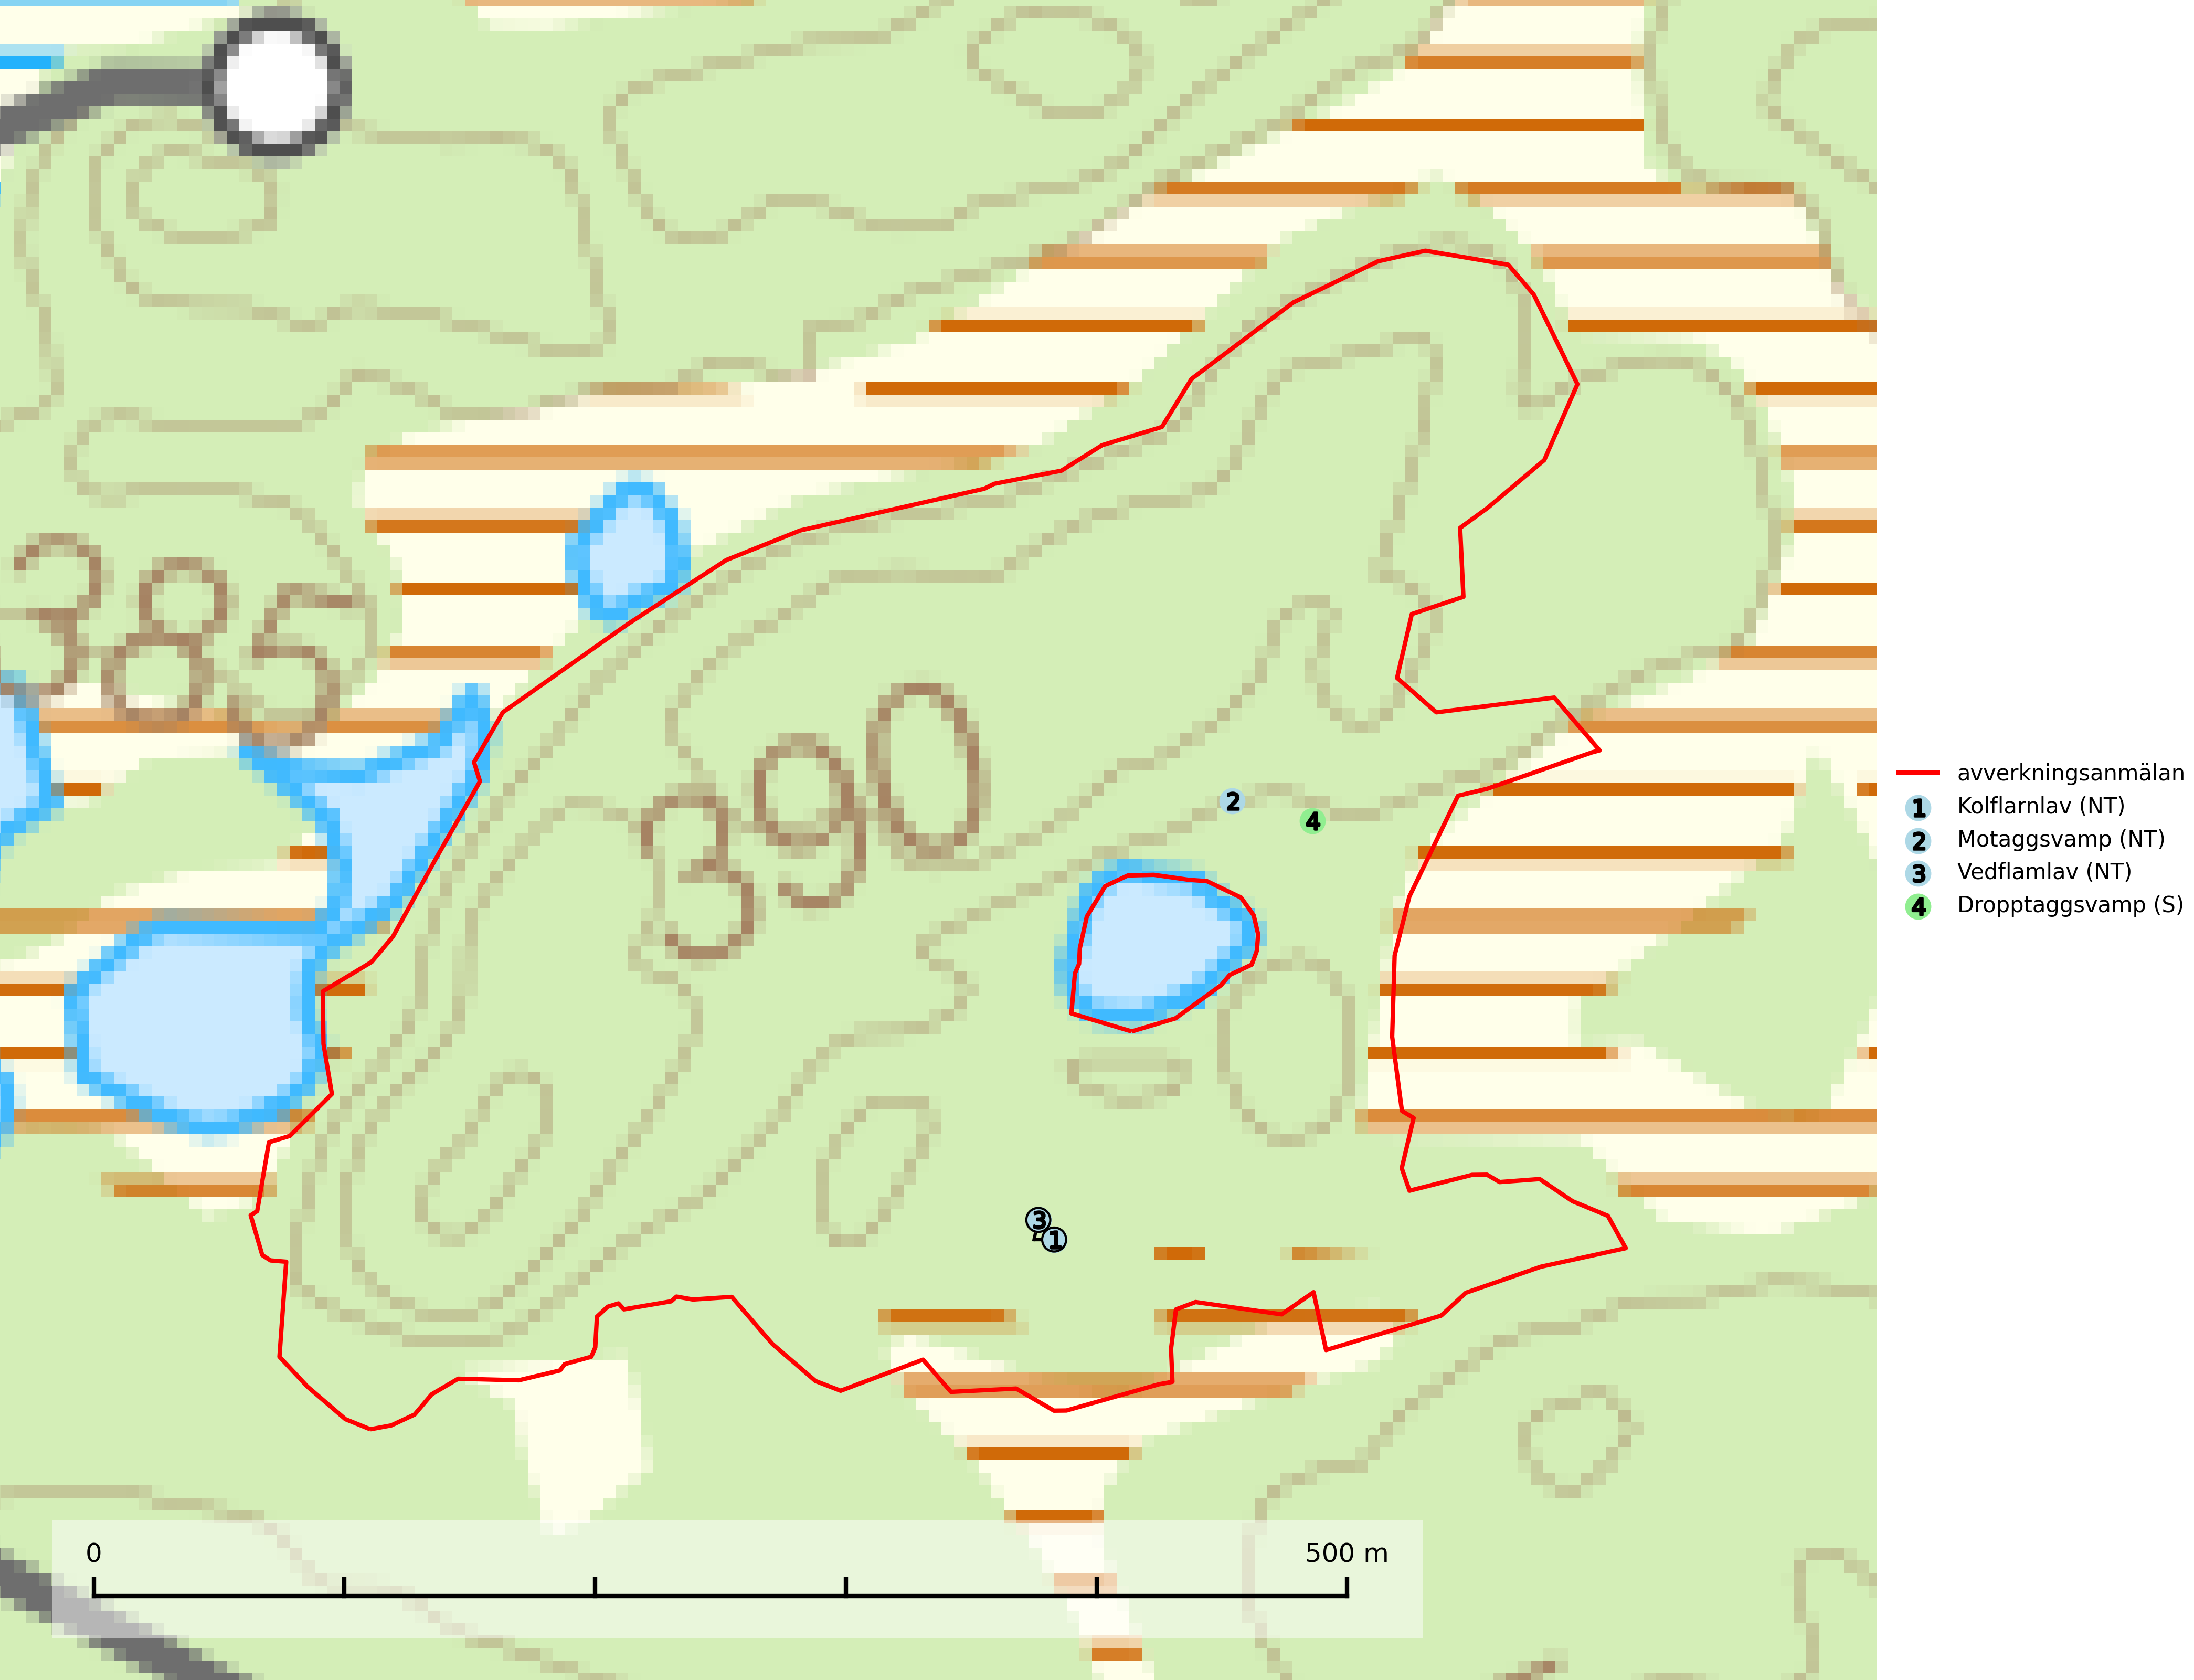 385
390
2
4
3
1
0 500 m
avverkningsanmälan
1 Kolflarnlav (NT)
2 Motaggsvamp (NT)
3 Vedflamlav (NT)
4 Dropptaggsvamp (S)